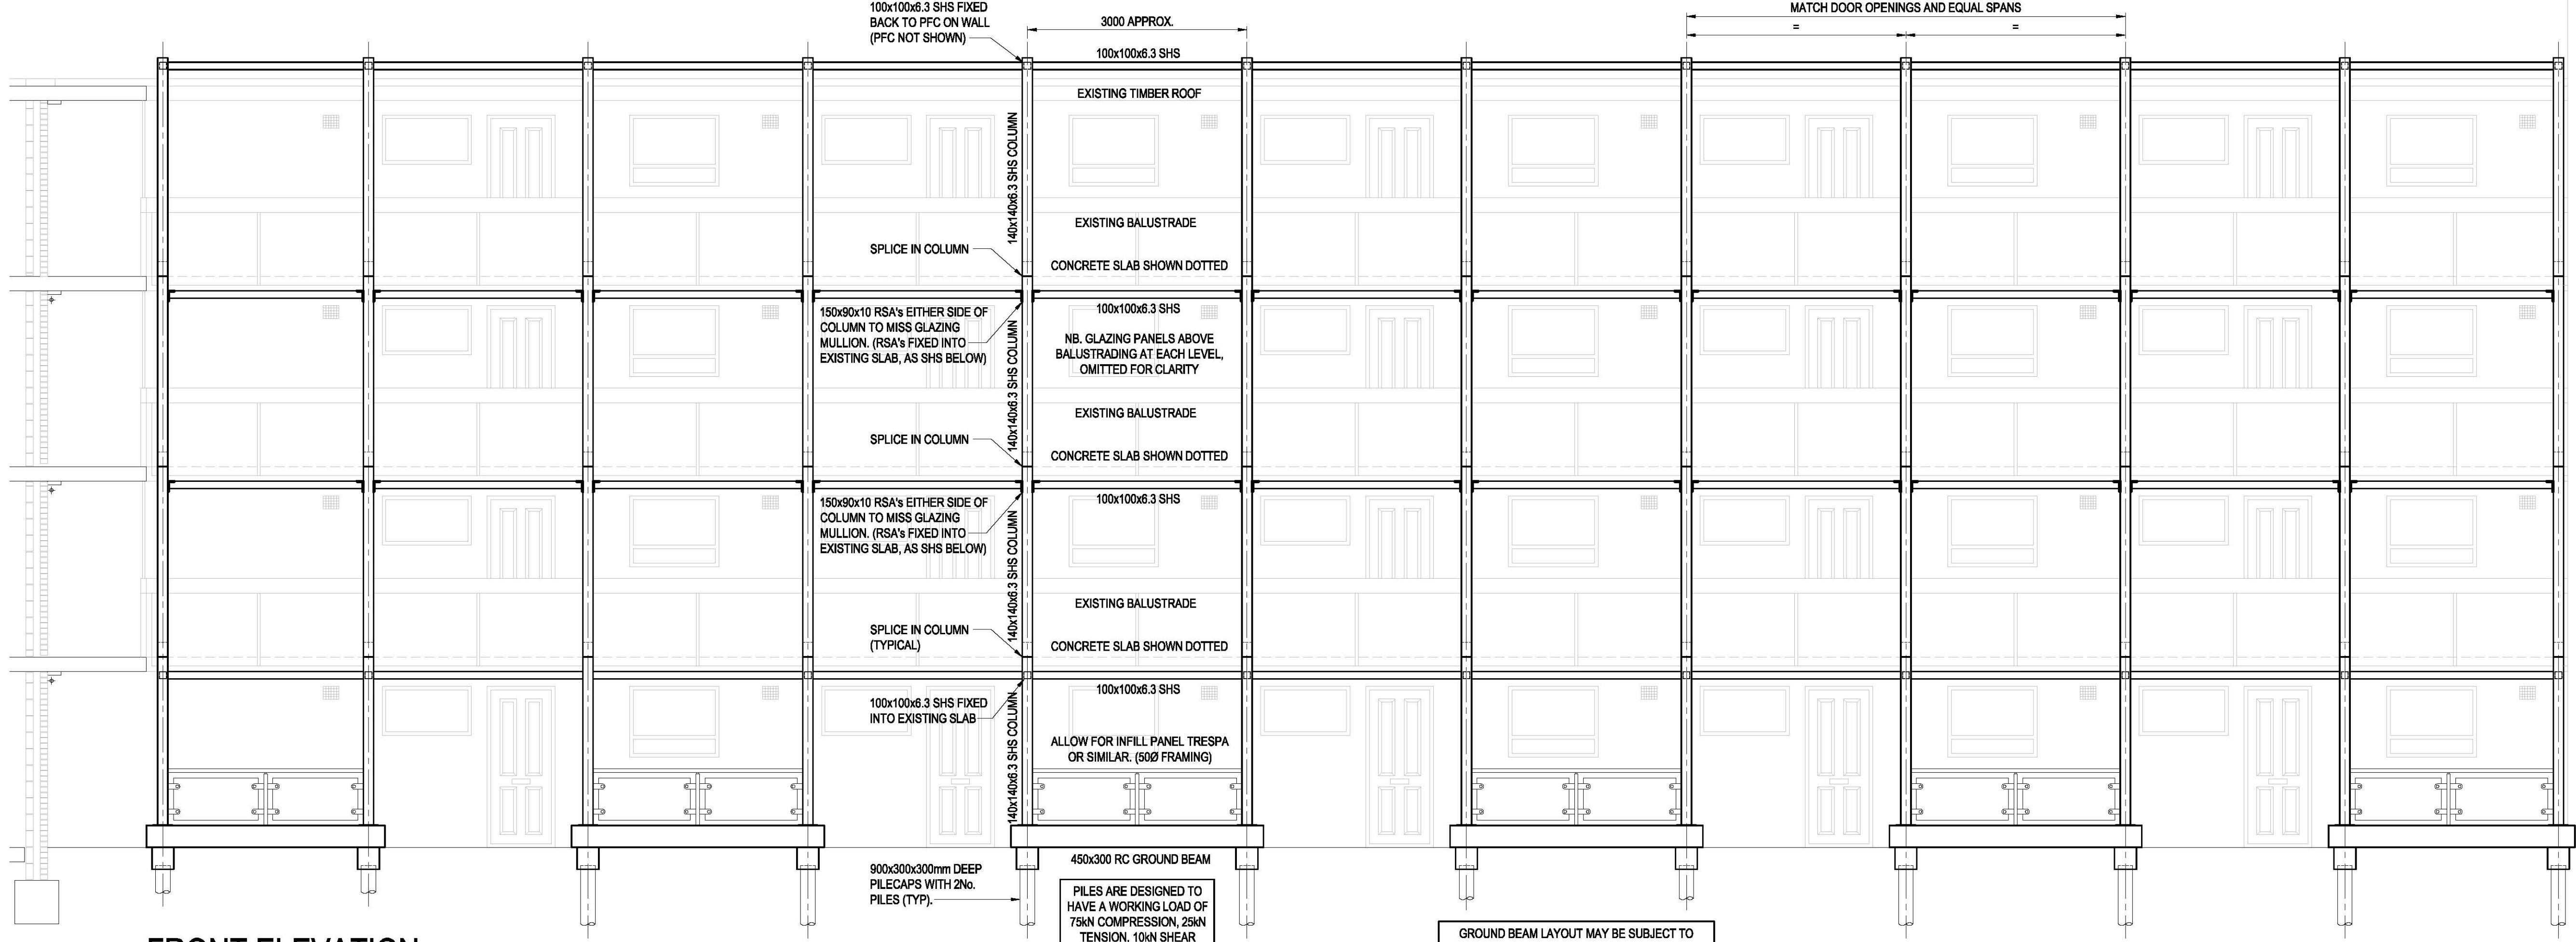 100x100x6.3 SHS FIXED
BACK TO PFC ON WALL
(PFC NOT SHOWN)
3000 APPROX.
100x100x6.3 SHS
MATCH DOOR OPENINGS AND EQUAL SPANS
=
=
EXISTING TIMBER ROOF
140x140x6.3 SHS COLUMN
EXISTING BALUSTRADE
SPLICE IN COLUMN
CONCRETE SLAB SHOWN DOTTED
150x90x10 RSA's EITHER SIDE OF
COLUMN TO MISS GLAZING
MULLION. (RSA's FIXED INTO
EXISTING SLAB, AS SHS BELOW)
100x100x6.3 SHS
140x140x6.3 SHS COLUMN
NB. GLAZING PANELS ABOVE
BALUSTRADING AT EACH LEVEL,
OMITTED FOR CLARITY
EXISTING BALUSTRADE
SPLICE IN COLUMN
CONCRETE SLAB SHOWN DOTTED
150x90x10 RSA's EITHER SIDE OF
COLUMN TO MISS GLAZING
MULLION. (RSA's FIXED INTO
EXISTING SLAB, AS SHS BELOW)
100x100x6.3 SHS
140x140x6.3 SHS COLUMN
EXISTING BALUSTRADE
SPLICE IN COLUMN
(TYPICAL)
CONCRETE SLAB SHOWN DOTTED
100x100x6.3 SHS FIXED
INTO EXISTING SLAB
100x100x6.3 SHS
140x140x6.3 SHS COLUMN
ALLOW FOR INFILL PANEL TRESPA
OR SIMILAR. (50Ø FRAMING)
900x300x300mm DEEP
PILECAPS WITH 2No.
PILES (TYP).
450x300 RC GROUND BEAM
PILES ARE DESIGNED TO
HAVE A WORKING LOAD OF
75kN COMPRESSION, 25kN
TENSION, 10kN SHEAR
GROUND BEAM LAYOUT MAY BE SUBJECT TO
FRONT ELEVATION